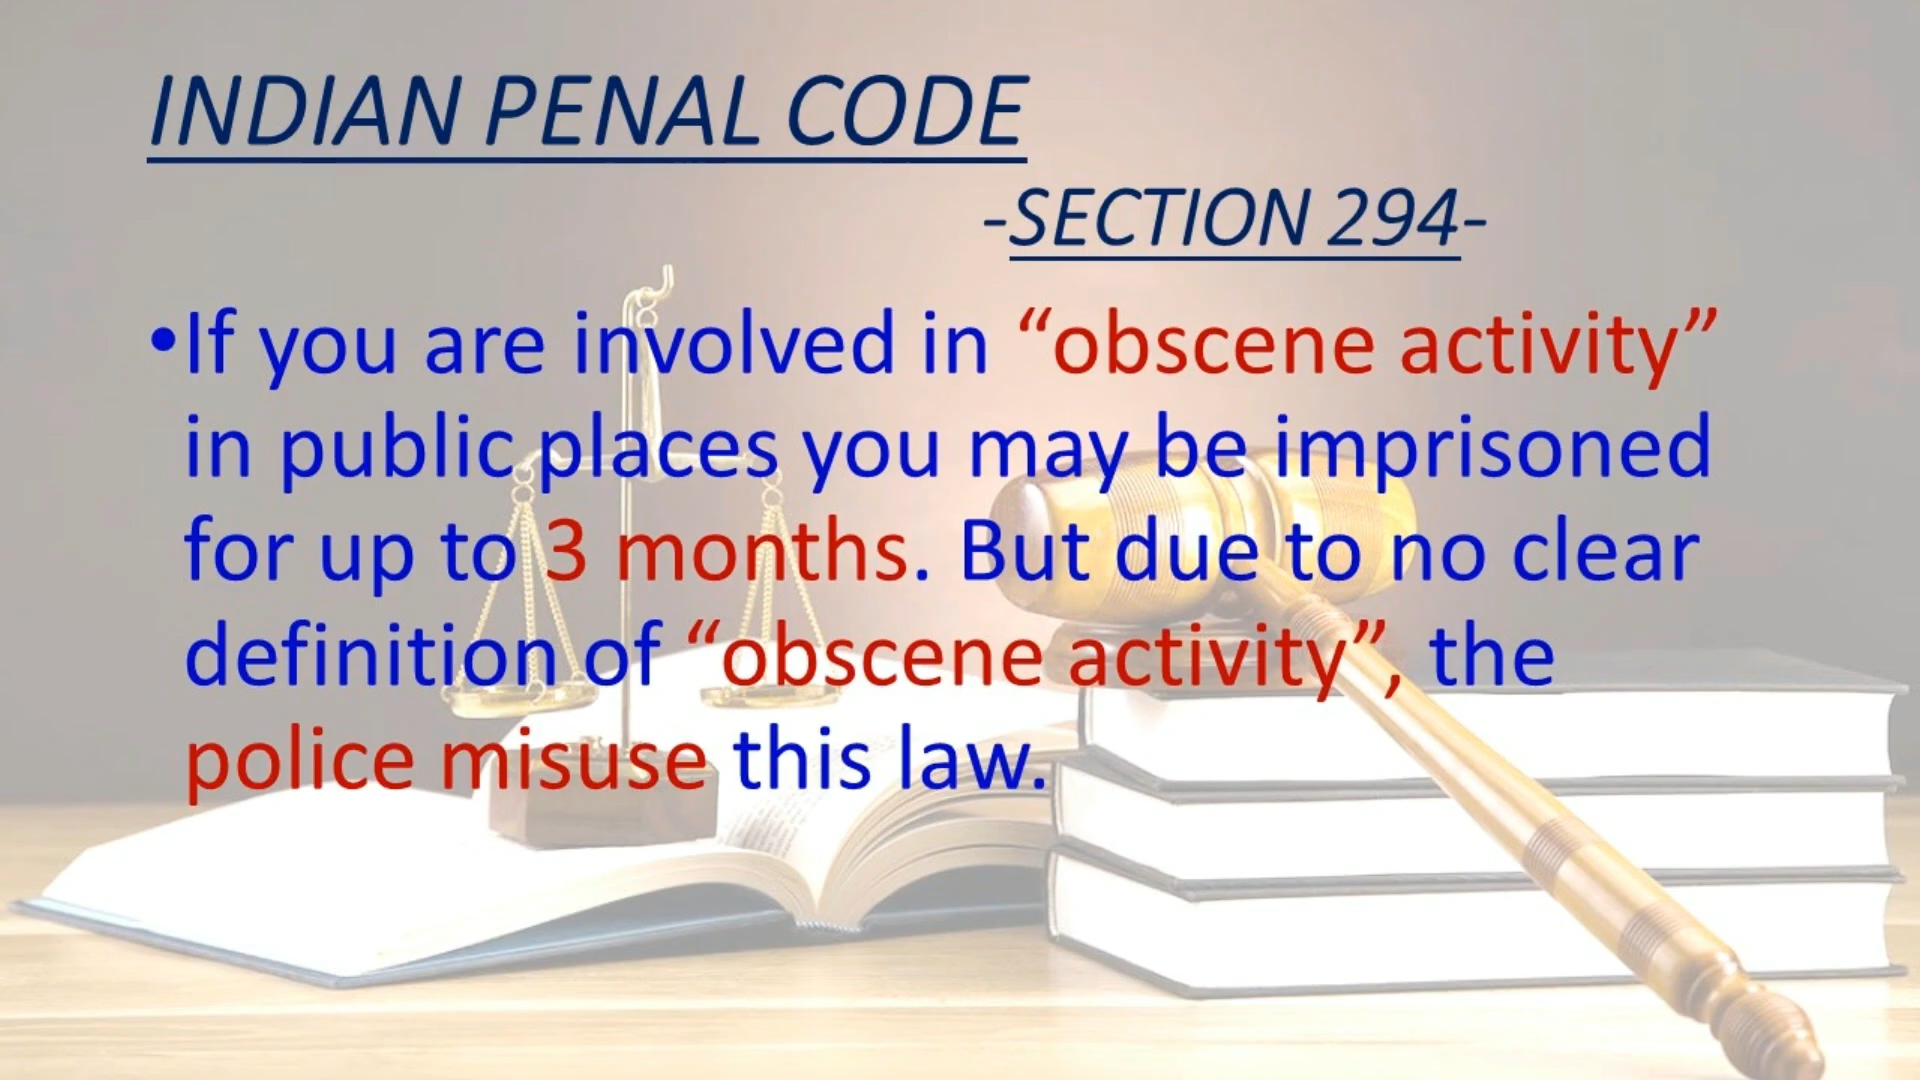 INDIAN PENAL CODE
-SECTION 294-
•If you are involved in “obscene activity”
in public places you may be imprisoned
for up to 3 months. But due to no clear
definition of “obscene activity”, the
police misuse this law.